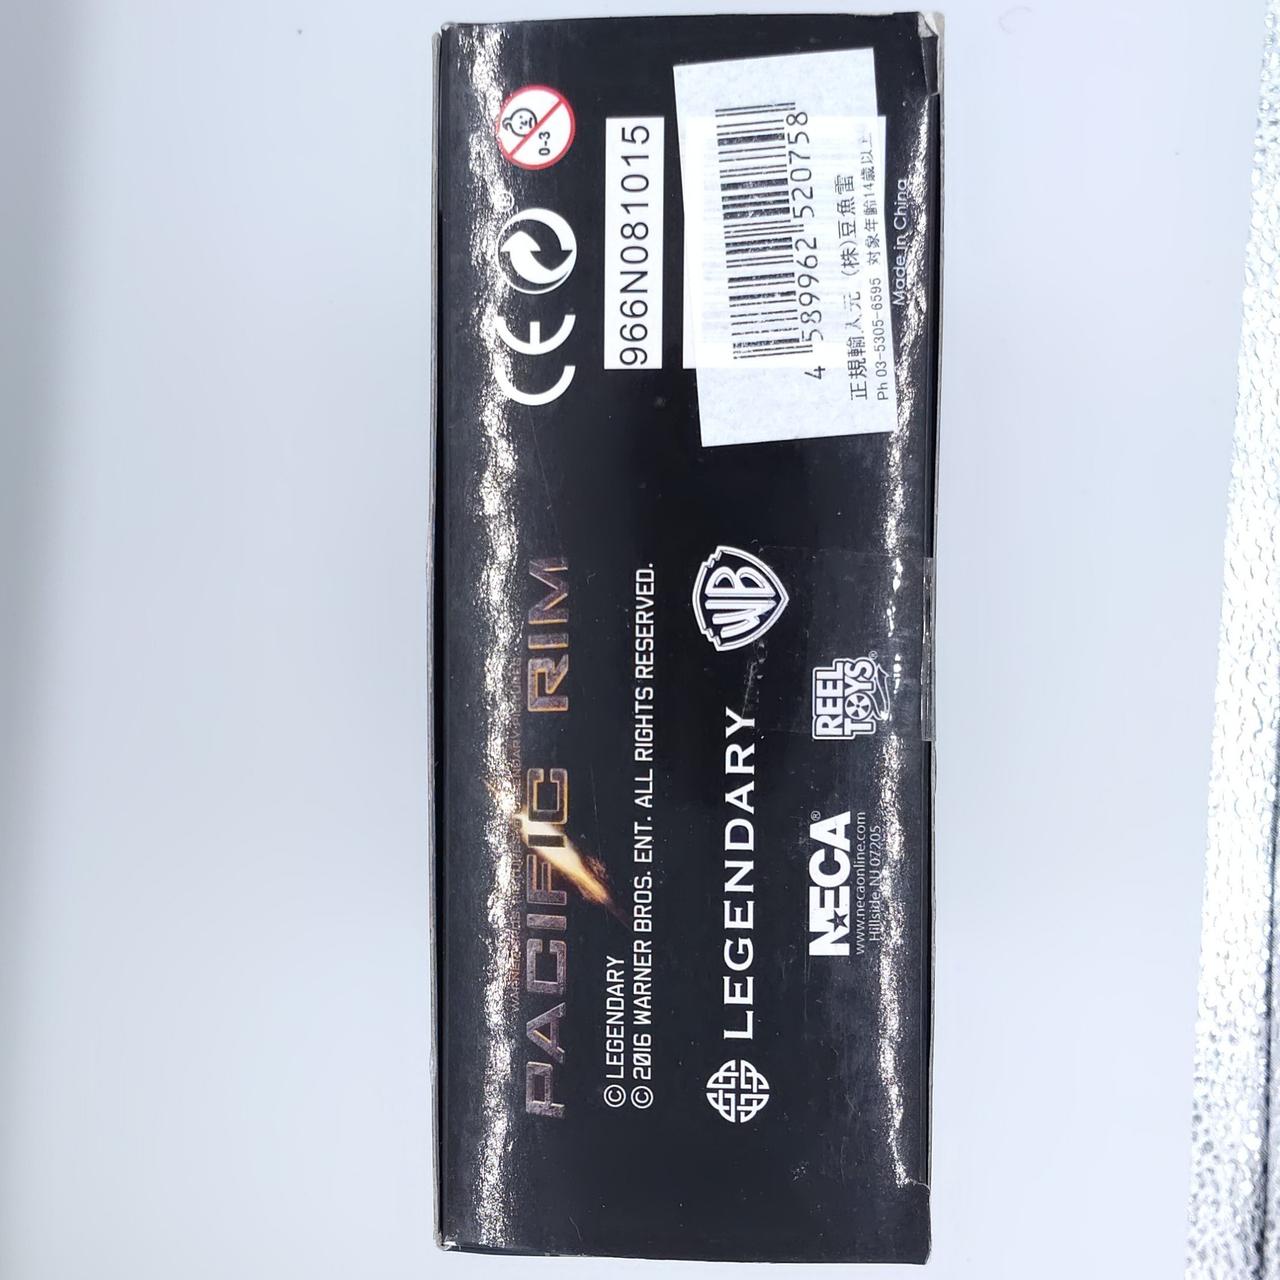 PACIFIC RIM
© LEGENDARY
© 2016 WARNER BROS. ENT. ALL RIGHTS RESERVED.
LEGENDARY
WB
NECA®
www.necaonline.com
Hillside, NJ 07205
REEL
TOYS®
CE
0-3
966N081015
4 589962 520758
正規輸入元 (株)豆魚雷
Ph 03-5305-6595 対象年齢14歳以上
Made in China